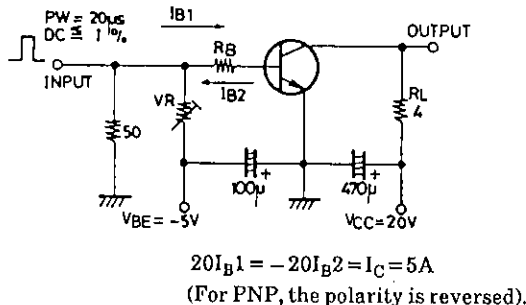 PW=20μs
DC≦1%
IB1
OUTPUT
INPUT
RB
IB2
VR
RL
4
50
100μ
+
470μ
+
VBE=-5V
VCC=20V
20IB1=-20IB2=IC=5A
(For PNP, the polarity is reversed).